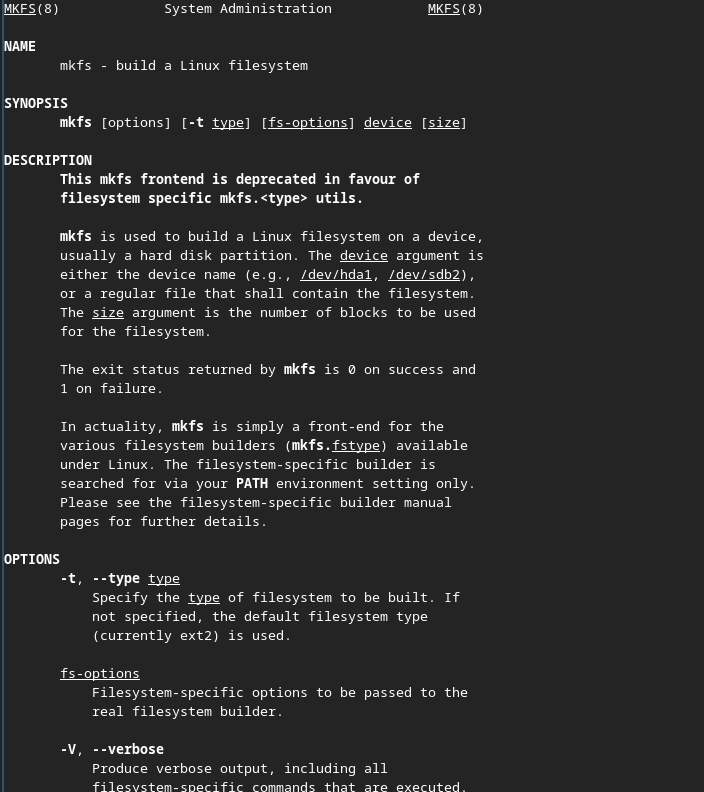 MKFS(8) System Administration MKFS(8)
NAME
mkfs - build a Linux filesystem
SYNOPSIS
mkfs [options] [-t type] [fs-options] device [size]
DESCRIPTION
This mkfs frontend is deprecated in favour of
filesystem specific mkfs.<type> utils.
mkfs is used to build a Linux filesystem on a device,
usually a hard disk partition. The device argument is
either the device name (e.g., /dev/hda1, /dev/sdb2),
or a regular file that shall contain the filesystem.
The size argument is the number of blocks to be used
for the filesystem.
The exit status returned by mkfs is 0 on success and
1 on failure.
In actuality, mkfs is simply a front-end for the
various filesystem builders (mkfs.fstype) available
under Linux. The filesystem-specific builder is
searched for via your PATH environment setting only.
Please see the filesystem-specific builder manual
pages for further details.
OPTIONS
-t, --type type
Specify the type of filesystem to be built. If
not specified, the default filesystem type
(currently ext2) is used.
fs-options
Filesystem-specific options to be passed to the
real filesystem builder.
-V, --verbose
Produce verbose output, including all
filesystem-specific commands that are executed.